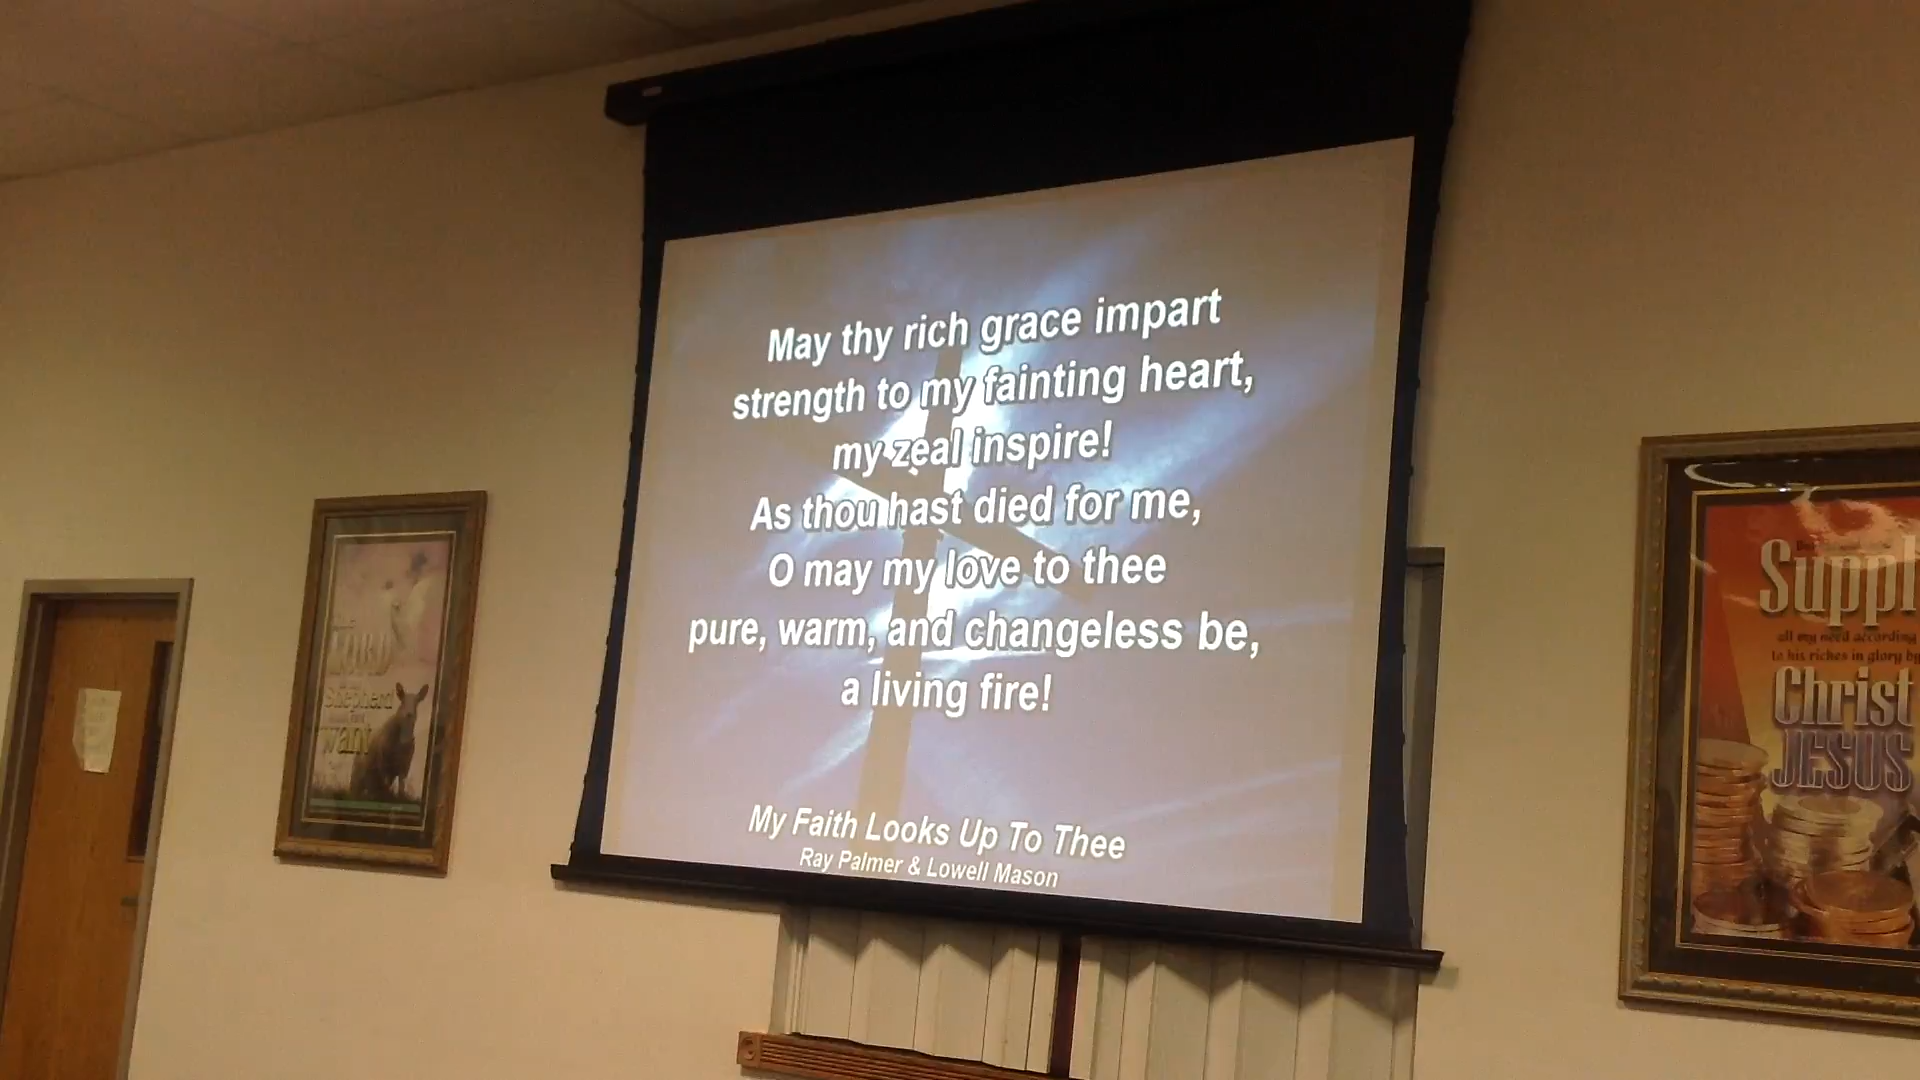 May thy rich grace impart
strength to my fainting heart,
my zeal inspire!
As thou hast died for me,
O may my love to thee
pure, warm, and changeless be,
a living fire!
My Faith Looks Up To Thee
Ray Palmer & Lowell Mason
LORD
Shepherd
want
Suppl
all my need according
to his riches in glory by
Christ
JESUS